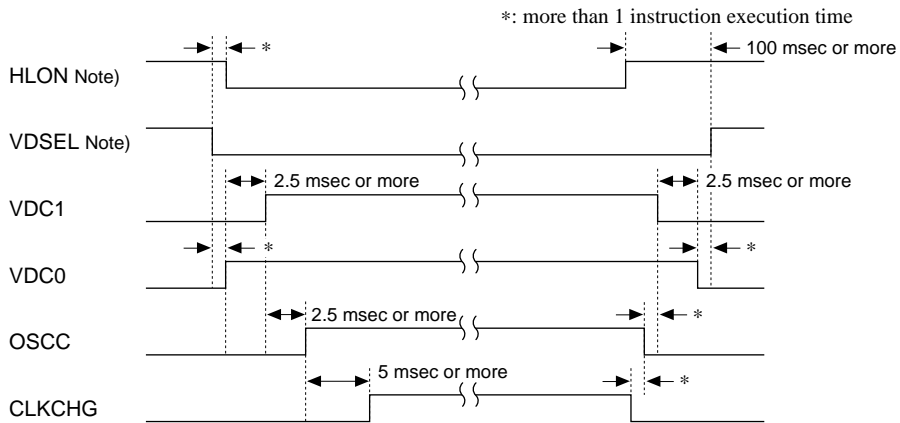 *: more than 1 instruction execution time
*
100 msec or more
HLON Note)
VDSEL Note)
2.5 msec or more
2.5 msec or more
VDC1
*
*
VDC0
2.5 msec or more
*
OSCC
5 msec or more
*
CLKCHG